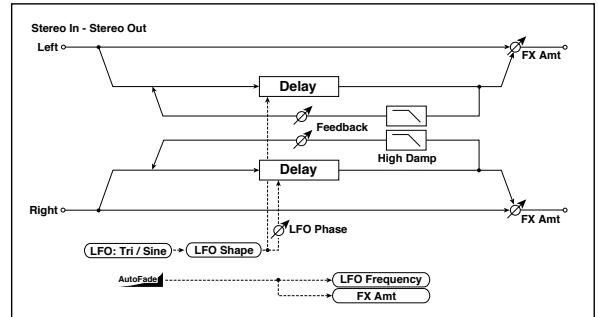 Stereo In - Stereo Out
Left
FX Amt
Delay
Feedback
High Damp
Delay
Right
FX Amt
LFO Phase
LFO: Tri / Sine
LFO Shape
AutoFade
LFO Frequency
FX Amt